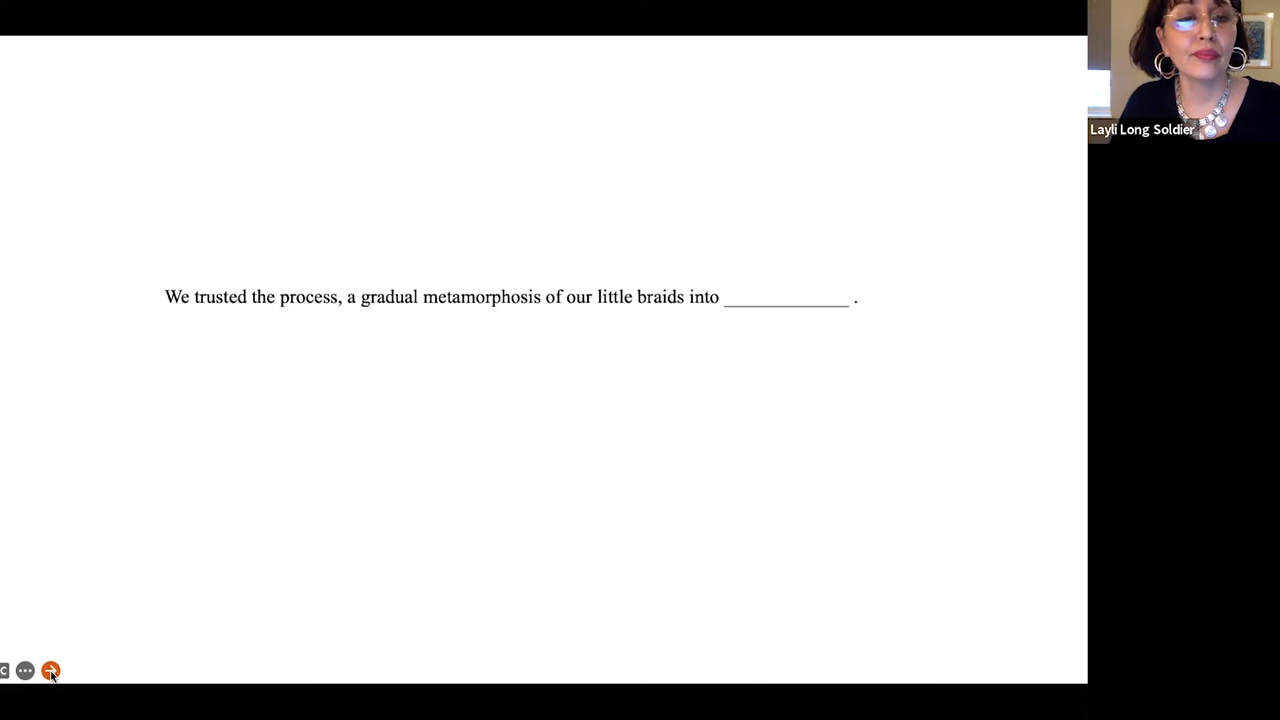 Layli Long Soldier
We trusted the process, a gradual metamorphosis of our little braids into _____________ .
C